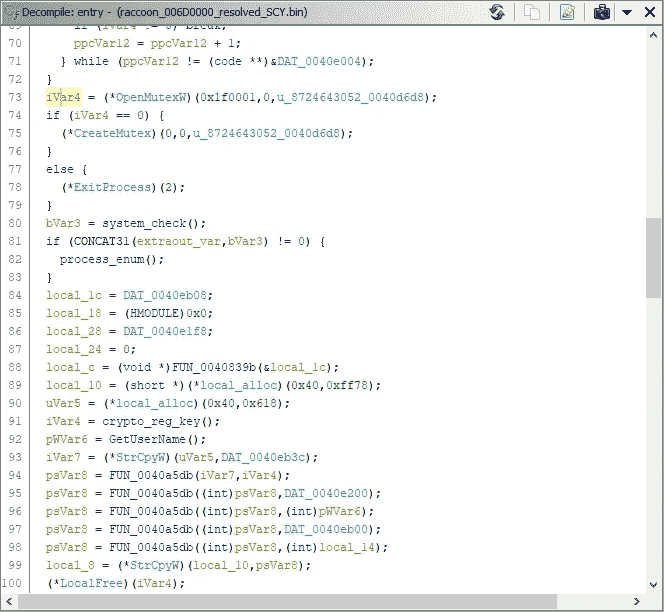 Decompile: entry - (raccoon_006D0000_resolved_SCY.bin)
70 ppcVar12 = ppcVar12 + 1;
71 } while (ppcVar12 != (code **)&DAT_0040e004);
72 }
73 iVar4 = (*OpenMutexW)(0x1f0001,0,u_8724643052_0040d6d8);
74 if (iVar4 == 0) {
75 (*CreateMutex)(0,0,u_8724643052_0040d6d8);
76 }
77 else {
78 (*ExitProcess)(2);
79 }
80 bVar3 = system_check();
81 if (CONCAT31(extraout_var,bVar3) != 0) {
82 process_enum();
83 }
84 local_1c = DAT_0040eb08;
85 local_18 = (HMODULE)0x0;
86 local_28 = DAT_0040e1f8;
87 local_24 = 0;
88 local_c = (void *)FUN_0040839b(&local_1c);
89 local_10 = (short *)(*local_alloc)(0x40,0xff78);
90 uVar5 = (*local_alloc)(0x40,0x618);
91 iVar4 = crypto_reg_key();
92 pWVar6 = GetUserName();
93 iVar7 = (*StrCpyW)(uVar5,DAT_0040eb3c);
94 psVar8 = FUN_0040a5db(iVar7,iVar4);
95 psVar8 = FUN_0040a5db((int)psVar8,DAT_0040e200);
96 psVar8 = FUN_0040a5db((int)psVar8,(int)pWVar6);
97 psVar8 = FUN_0040a5db((int)psVar8,DAT_0040eb00);
98 psVar8 = FUN_0040a5db((int)psVar8,(int)local_14);
99 local_8 = (*StrCpyW)(local_10,psVar8);
100 (*LocalFree)(iVar4);